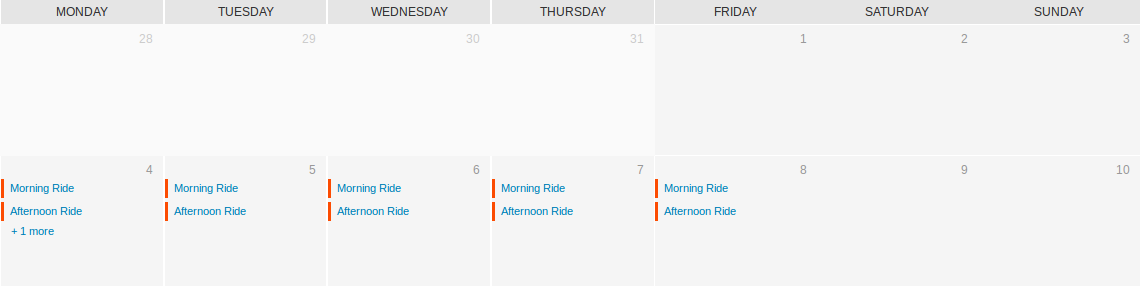 MONDAY TUESDAY WEDNESDAY THURSDAY FRIDAY SATURDAY SUNDAY
28 29 30 31 1 2 3
4 5 6 7 8 9 10
Morning Ride Morning Ride Morning Ride Morning Ride Morning Ride
Afternoon Ride Afternoon Ride Afternoon Ride Afternoon Ride Afternoon Ride
+ 1 more